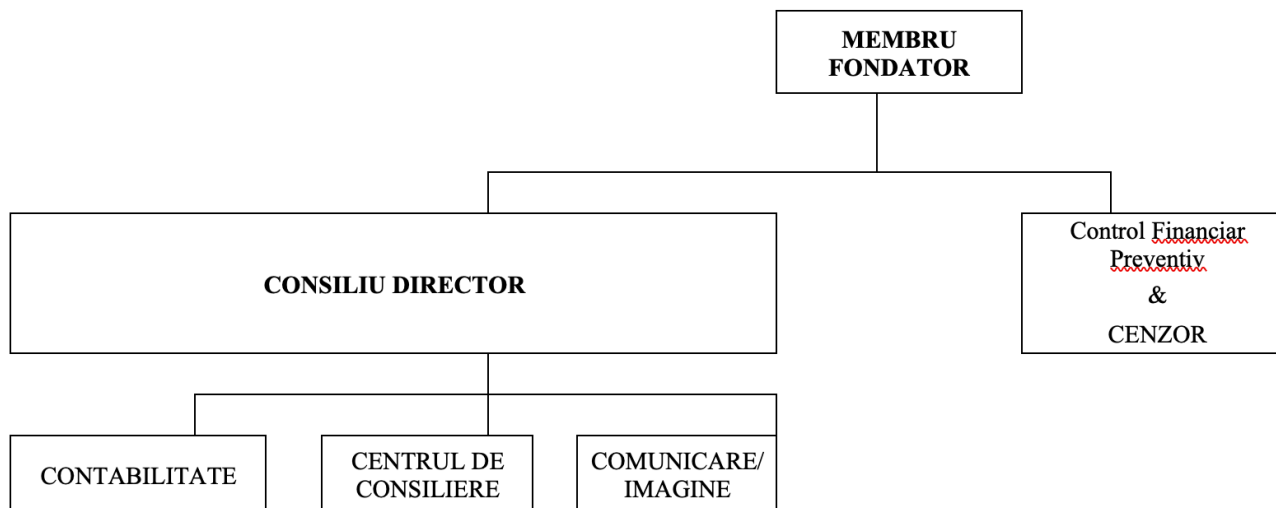 MEMBRU
FONDATOR
CONSILIU DIRECTOR
Control Financiar
Preventiv
&
CENZOR
CONTABILITATE
CENTRUL DE
CONSILIERE
COMUNICARE/
IMAGINE